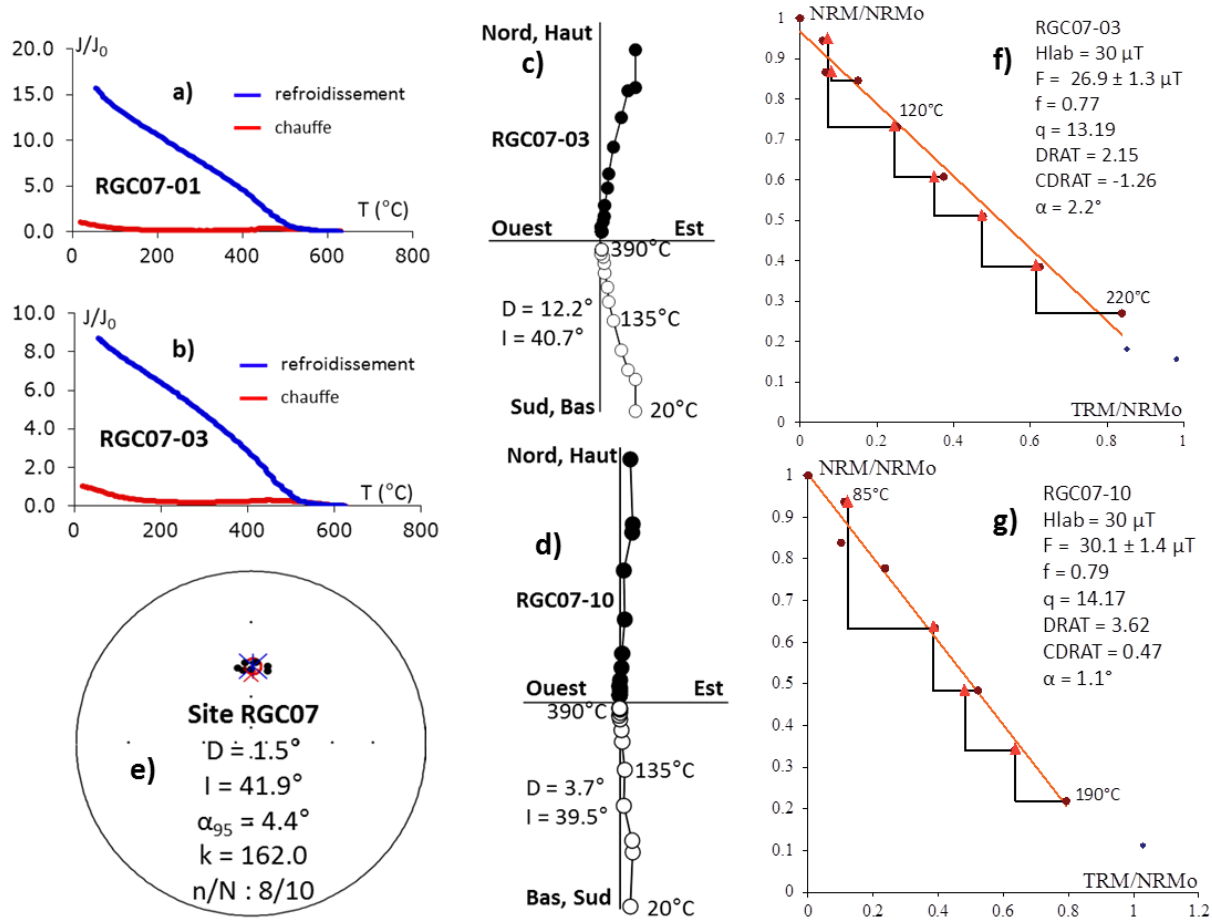 J/J0
20.0
15.0
10.0
5.0
0.0
a)
refroidissement
chauffe
RGC07-01
T (°C)
0
200
400
600
800
J/J0
10.0
8.0
6.0
4.0
2.0
0.0
b)
refroidissement
chauffe
RGC07-03
T (°C)
0
200
400
600
800
e)
Site RGC07
D = 1.5°
I = 41.9°
α95 = 4.4°
k = 162.0
n/N : 8/10
c)
Nord, Haut
RGC07-03
Ouest
Est
390°C
D = 12.2°
I = 40.7°
135°C
Sud, Bas
20°C
d)
Nord, Haut
RGC07-10
Ouest
Est
390°C
135°C
D = 3.7°
I = 39.5°
Bas, Sud
20°C
f)
NRM/NRMo
1
0.9
0.8
0.7
0.6
0.5
0.4
0.3
0.2
0.1
0
120°C
220°C
RGC07-03
Hlab = 30 µT
F = 26.9 ± 1.3 µT
f = 0.77
q = 13.19
DRAT = 2.15
CDRAT = -1.26
α = 2.2°
TRM/NRMo
0
0.2
0.4
0.6
0.8
1
g)
NRM/NRMo
1
0.9
0.8
0.7
0.6
0.5
0.4
0.3
0.2
0.1
0
85°C
190°C
RGC07-10
Hlab = 30 µT
F = 30.1 ± 1.4 µT
f = 0.79
q = 14.17
DRAT = 3.62
CDRAT = 0.47
α = 1.1°
TRM/NRMo
0
0.2
0.4
0.6
0.8
1
1.2